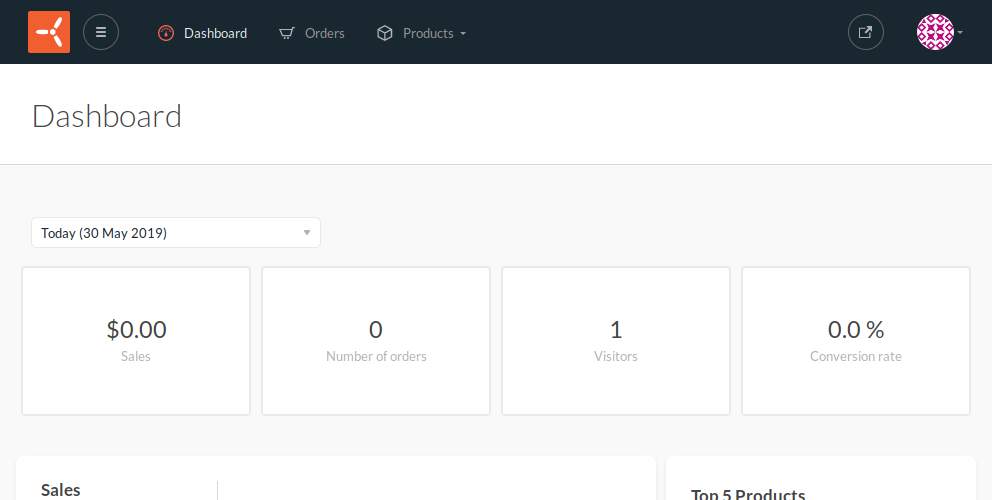 Dashboard
Orders
Products
Dashboard
Today (30 May 2019)
$0.00
Sales
0
Number of orders
1
Visitors
0.0 %
Conversion rate
Sales
Top 5 Products